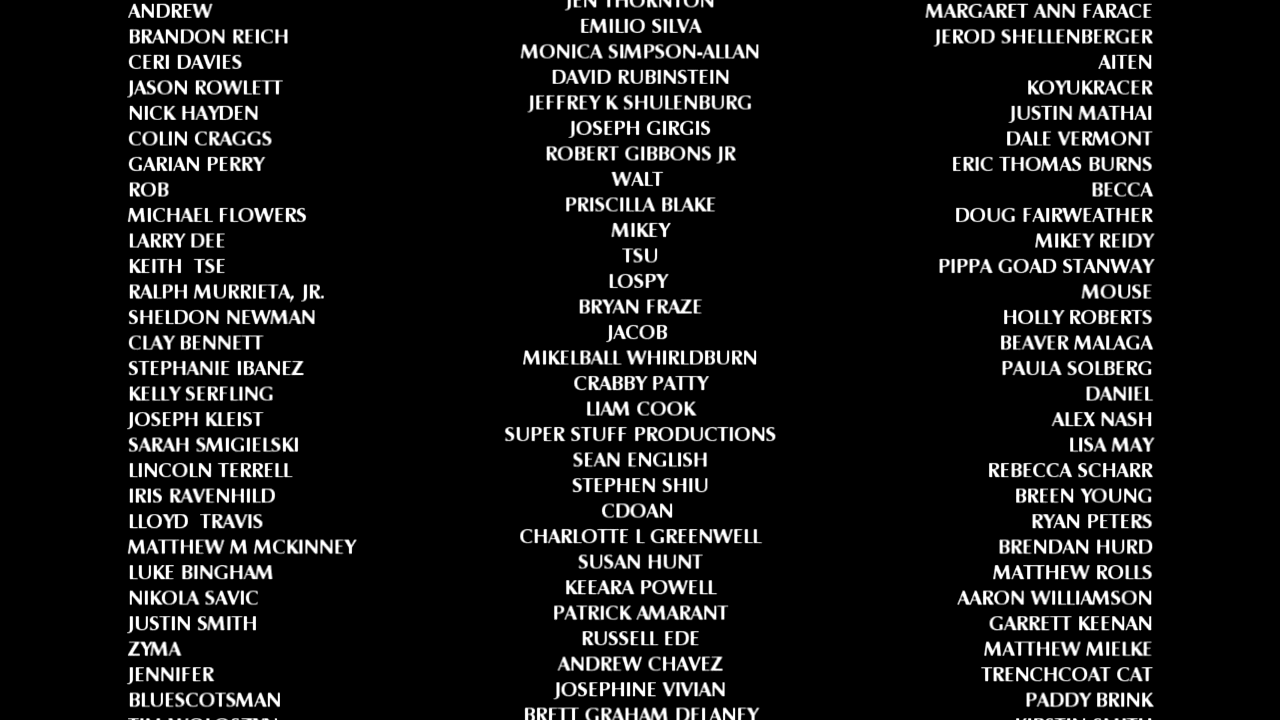 ANDREW
BRANDON REICH
CERI DAVIES
JASON ROWLETT
NICK HAYDEN
COLIN CRAGGS
GARIAN PERRY
ROB
MICHAEL FLOWERS
LARRY DEE
KEITH  TSE
RALPH MURRIETA, JR.
SHELDON NEWMAN
CLAY BENNETT
STEPHANIE IBANEZ
KELLY SERFLING
JOSEPH KLEIST
SARAH SMIGIELSKI
LINCOLN TERRELL
IRIS RAVENHILD
LLOYD  TRAVIS
MATTHEW M MCKINNEY
LUKE BINGHAM
NIKOLA SAVIC
JUSTIN SMITH
ZYMA
JENNIFER
BLUESCOTSMAN
JEN THORNTON
EMILIO SILVA
MONICA SIMPSON-ALLAN
DAVID RUBINSTEIN
JEFFREY K SHULENBURG
JOSEPH GIRGIS
ROBERT GIBBONS JR
WALT
PRISCILLA BLAKE
MIKEY
TSU
LOSPY
BRYAN FRAZE
JACOB
MIKELBALL WHIRLDBURN
CRABBY PATTY
LIAM COOK
SUPER STUFF PRODUCTIONS
SEAN ENGLISH
STEPHEN SHIU
CDOAN
CHARLOTTE L GREENWELL
SUSAN HUNT
KEEARA POWELL
PATRICK AMARANT
RUSSELL EDE
ANDREW CHAVEZ
JOSEPHINE VIVIAN
BRETT GRAHAM DELANEY
MARGARET ANN FARACE
JEROD SHELLENBERGER
AITEN
KOYUKRACER
JUSTIN MATHAI
DALE VERMONT
ERIC THOMAS BURNS
BECCA
DOUG FAIRWEATHER
MIKEY REIDY
PIPPA GOAD STANWAY
MOUSE
HOLLY ROBERTS
BEAVER MALAGA
PAULA SOLBERG
DANIEL
ALEX NASH
LISA MAY
REBECCA SCHARR
BREEN YOUNG
RYAN PETERS
BRENDAN HURD
MATTHEW ROLLS
AARON WILLIAMSON
GARRETT KEENAN
MATTHEW MIELKE
TRENCHCOAT CAT
PADDY BRINK